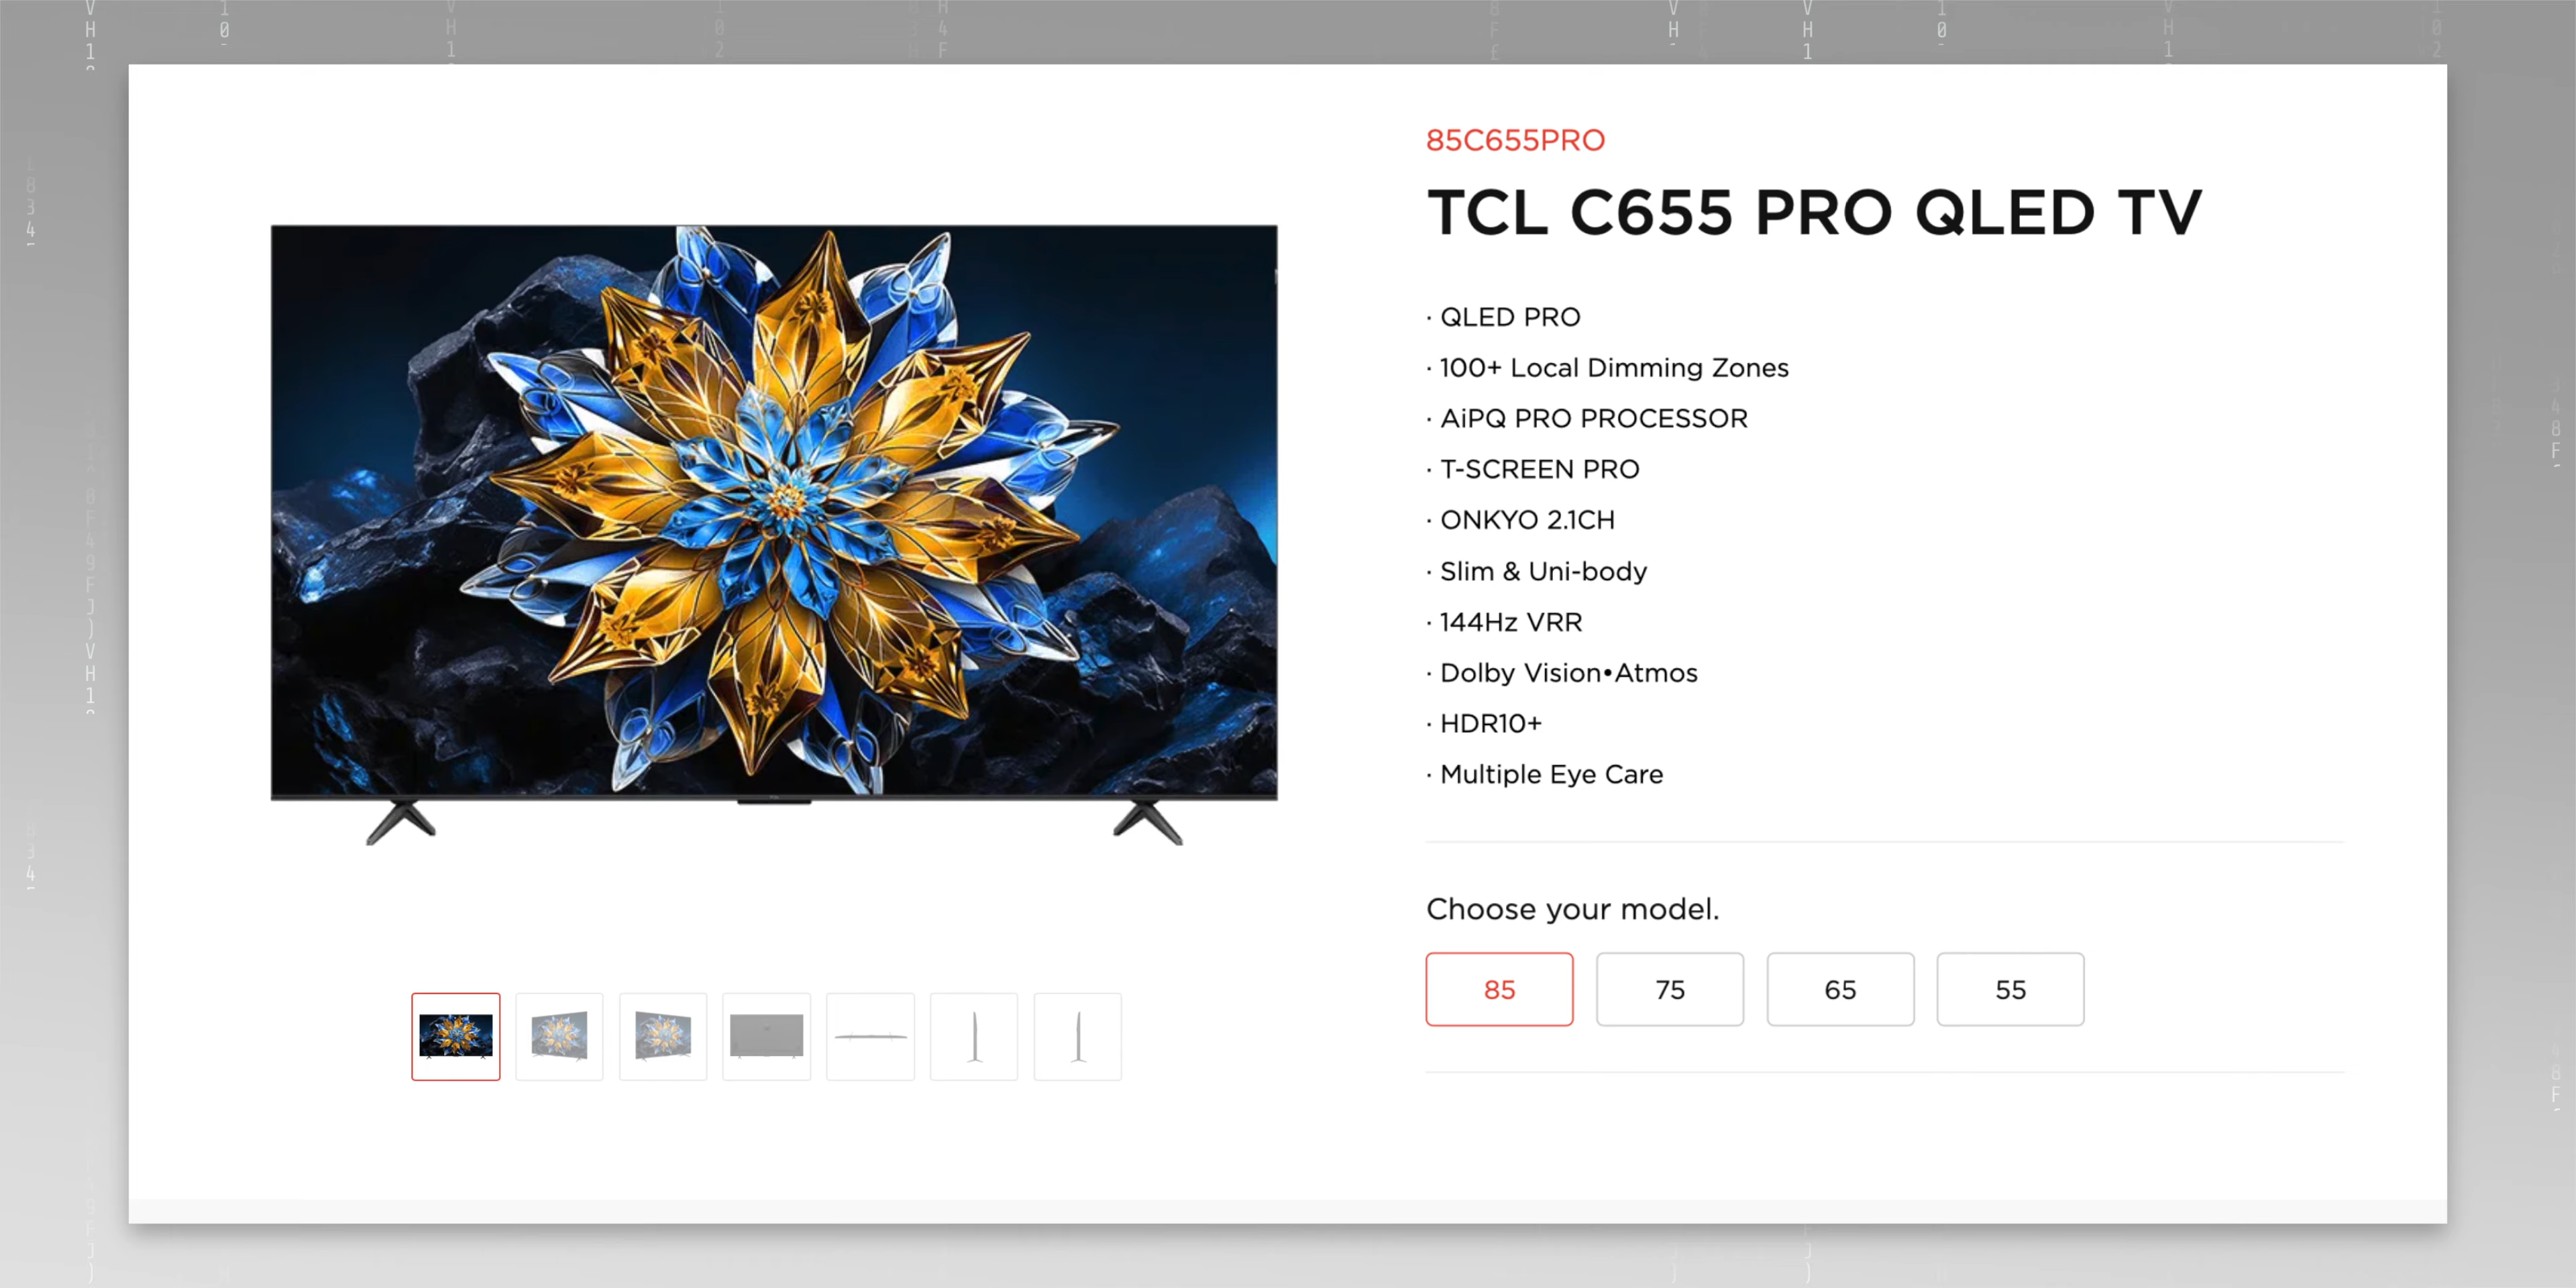 85C655PRO
TCL C655 PRO QLED TV
· QLED PRO
· 100+ Local Dimming Zones
· AiPQ PRO PROCESSOR
· T-SCREEN PRO
· ONKYO 2.1CH
· Slim & Uni-body
· 144Hz VRR
· Dolby Vision•Atmos
· HDR10+
· Multiple Eye Care
Choose your model.
85 75 65 55